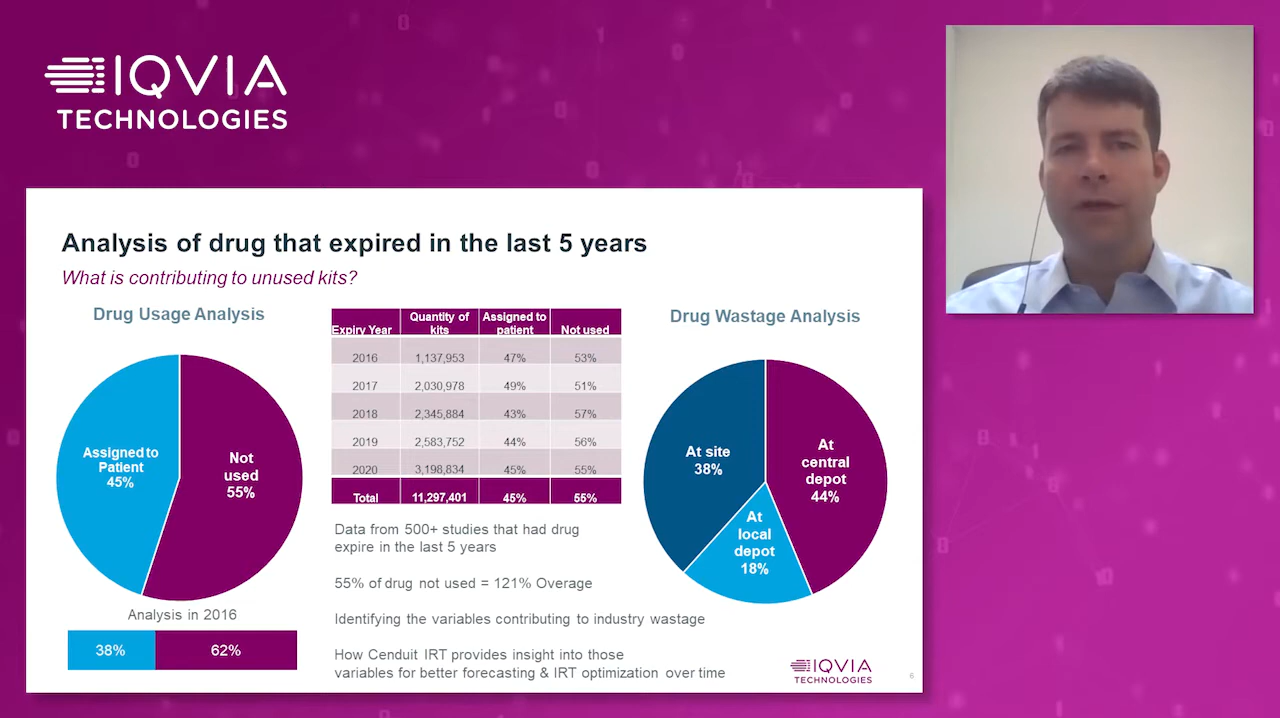 IQVIA
TECHNOLOGIES
Analysis of drug that expired in the last 5 years
What is contributing to unused kits?
Drug Usage Analysis
Assigned to
Patient
45%
Not
used
55%
Analysis in 2016
38% 62%
Expiry Year Quantity of kits Assigned to patient Not used
2016 1,137,953 47% 53%
2017 2,030,978 49% 51%
2018 2,345,884 43% 57%
2019 2,583,752 44% 56%
2020 3,198,834 45% 55%
Total 11,297,401 45% 55%
Data from 500+ studies that had drug
expire in the last 5 years
55% of drug not used = 121% Overage
Identifying the variables contributing to industry wastage
How Cenduit IRT provides insight into those
variables for better forecasting & IRT optimization over time
Drug Wastage Analysis
At site
38%
At
central
depot
44%
At
local
depot
18%
IQVIA
TECHNOLOGIES
6